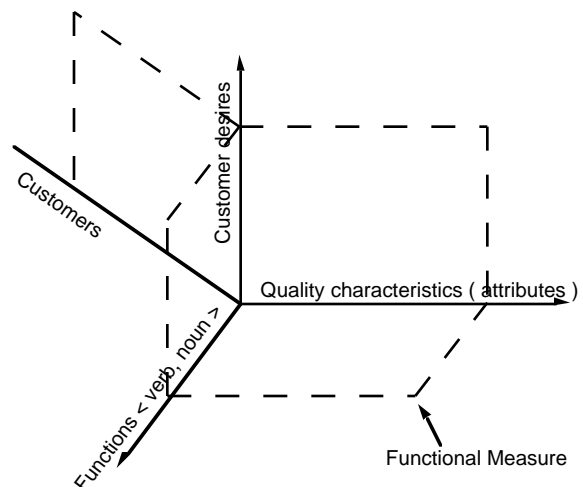 Customer desires
Customers
Quality characteristics ( attributes )
Functions < verb, noun >
Functional Measure